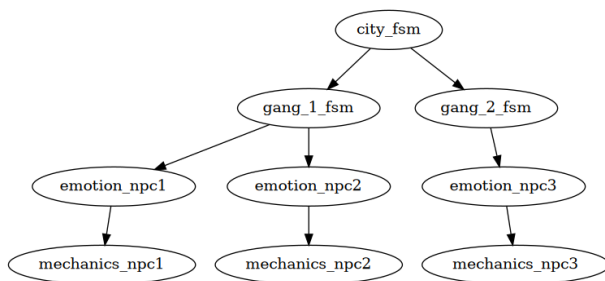 city_fsm
gang_1_fsm
gang_2_fsm
emotion_npc1
emotion_npc2
emotion_npc3
mechanics_npc1
mechanics_npc2
mechanics_npc3